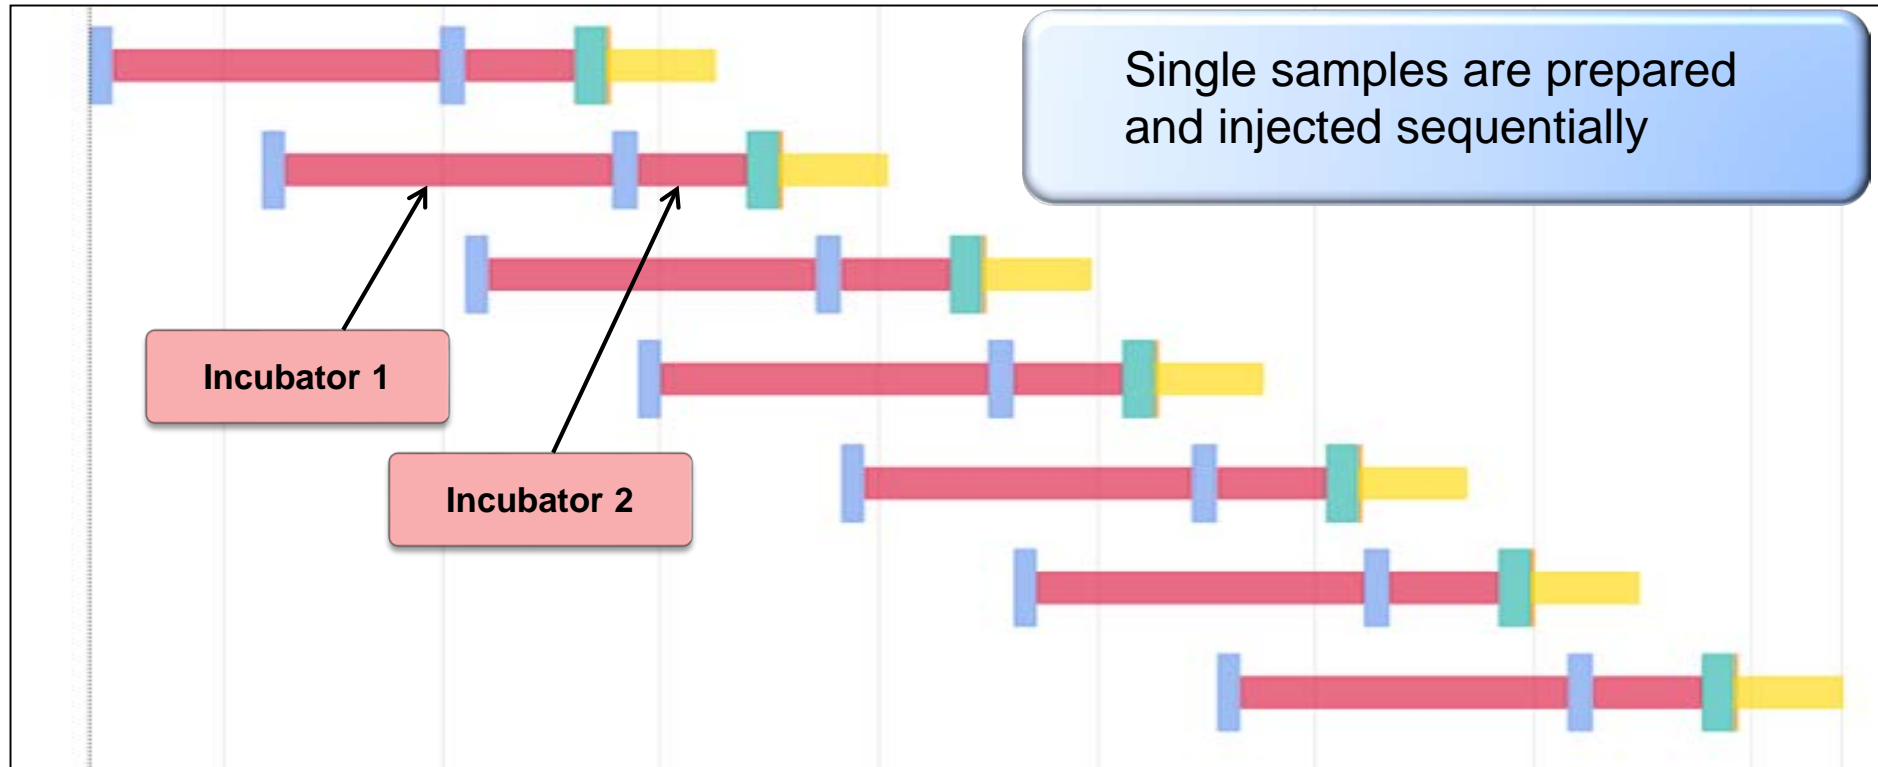 Single samples are prepared
and injected sequentially
Incubator 1
Incubator 2